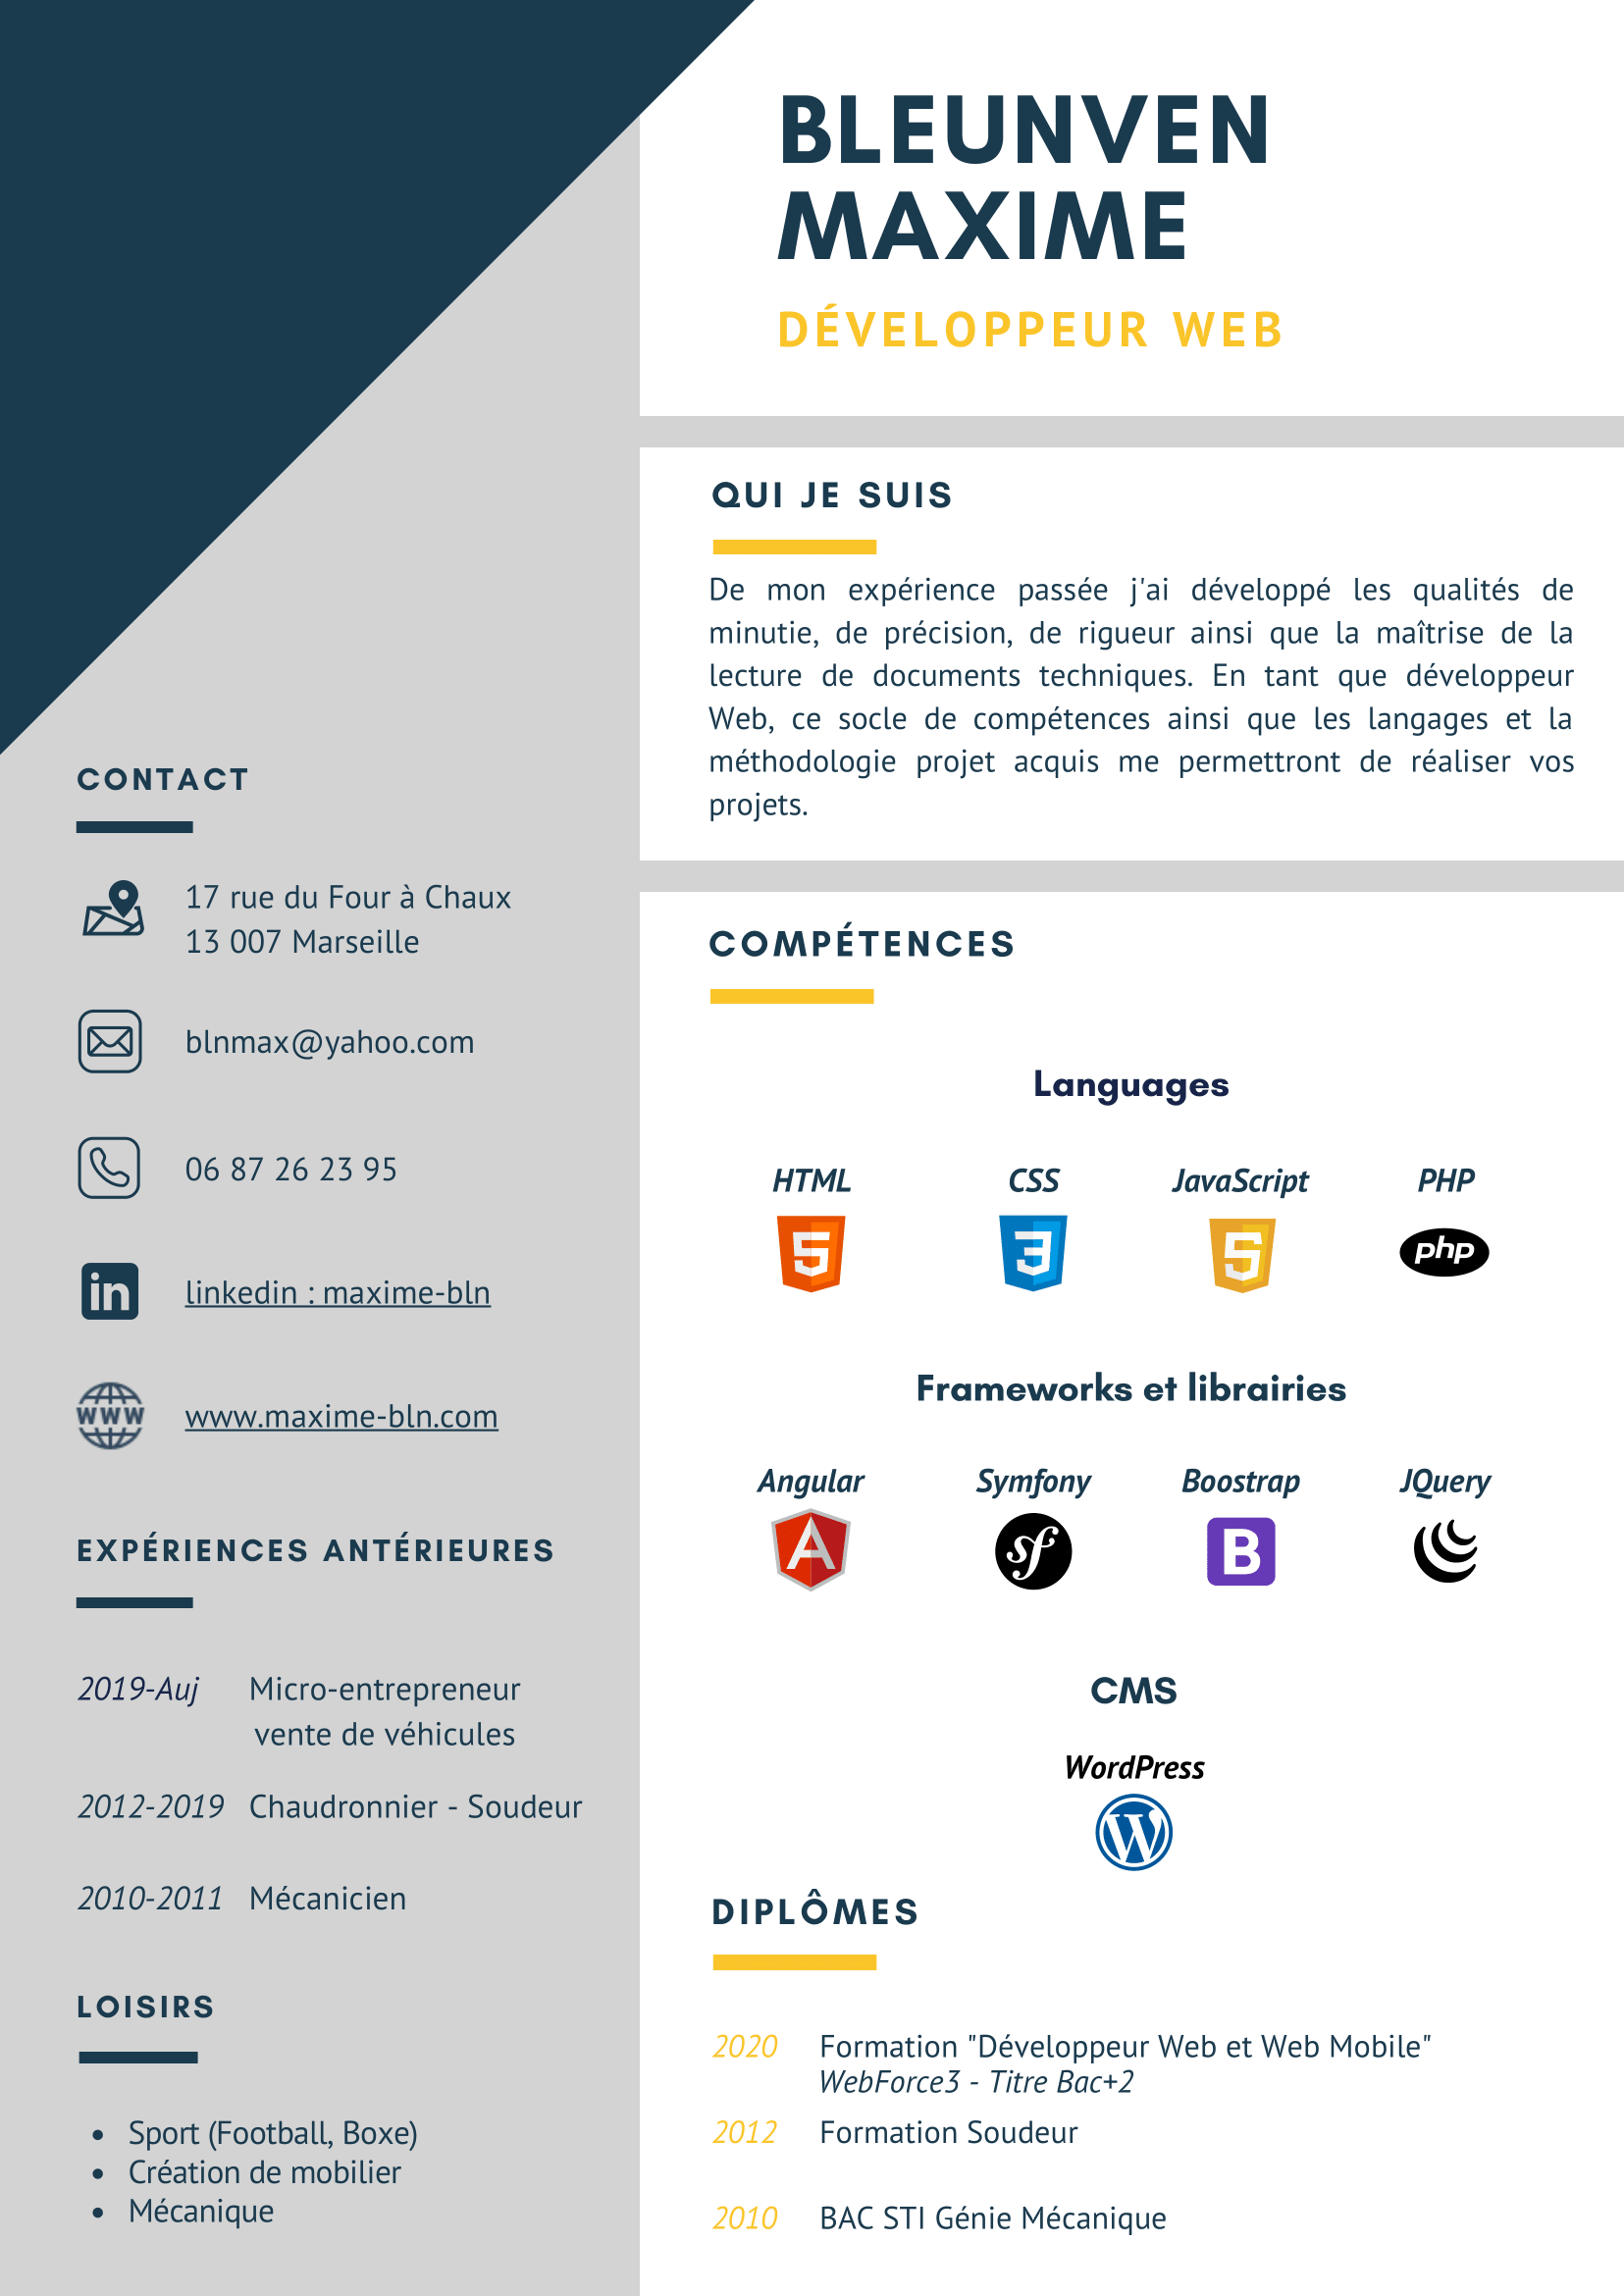 BLEUNVEN
MAXIME
DÉVELOPPEUR WEB
QUI JE SUIS
De mon expérience passée j'ai développé les qualités de
minutie, de précision, de rigueur ainsi que la maîtrise de la
lecture de documents techniques. En tant que développeur
Web, ce socle de compétences ainsi que les langages et la
méthodologie projet acquis me permettront de réaliser vos
projets.
CONTACT
17 rue du Four à Chaux
13 007 Marseille
blnmax@yahoo.com
06 87 26 23 95
in
linkedin : maxime-bln
WWW
www.maxime-bln.com
EXPÉRIENCES ANTÉRIEURES
2019-Auj Micro-entrepreneur
vente de véhicules
2012-2019 Chaudronnier - Soudeur
2010-2011 Mécanicien
LOISIRS
• Sport (Football, Boxe)
• Création de mobilier
• Mécanique
COMPÉTENCES
Languages
HTML CSS JavaScript PHP
5 3 5 php
Frameworks et librairies
Angular Symfony Boostrap JQuery
A sf B
CMS
WordPress
W
DIPLÔMES
2020 Formation "Développeur Web et Web Mobile"
WebForce3 - Titre Bac+2
2012 Formation Soudeur
2010 BAC STI Génie Mécanique